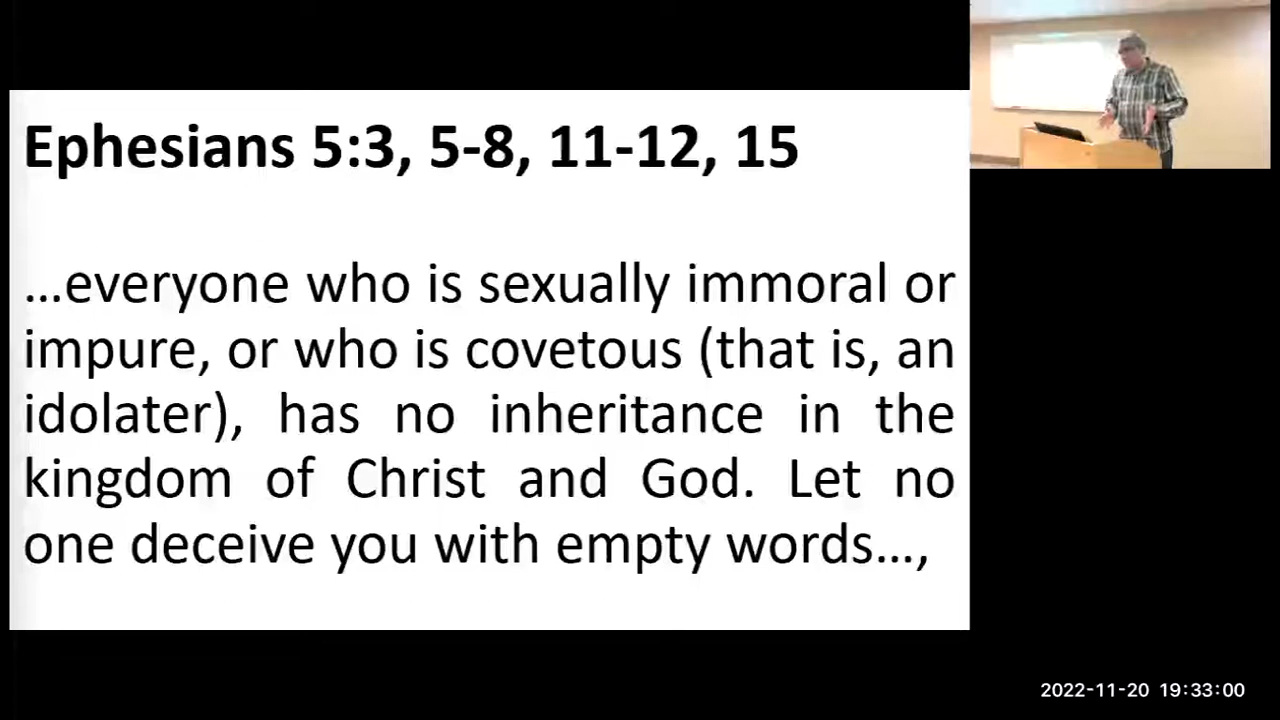 Ephesians 5:3, 5-8, 11-12, 15
…everyone who is sexually immoral or
impure, or who is covetous (that is, an
idolater), has no inheritance in the
kingdom of Christ and God. Let no
one deceive you with empty words…,
2022-11-20 19:33:00